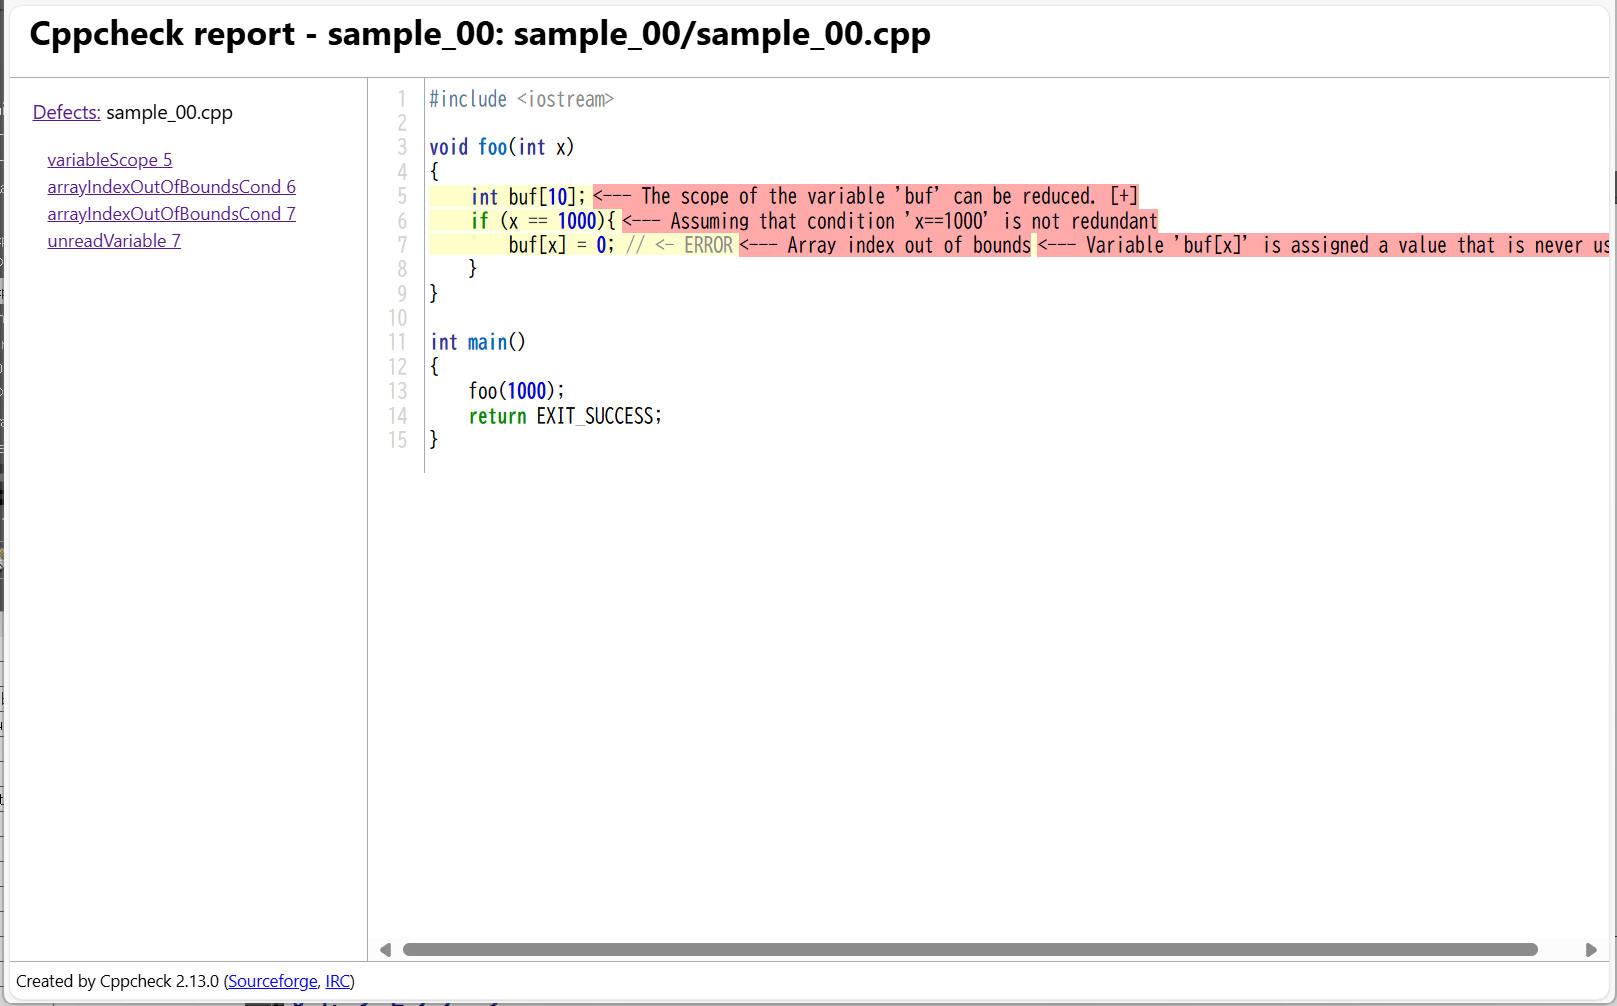 Cppcheck report - sample_00: sample_00/sample_00.cpp
Defects: sample_00.cpp
variableScope 5
arrayIndexOutOfBoundsCond 6
arrayIndexOutOfBoundsCond 7
unreadVariable 7
1 #include <iostream>
2
3 void foo(int x)
4 {
5     int buf[10]; <--- The scope of the variable 'buf' can be reduced. [+]
6     if (x == 1000){ <--- Assuming that condition 'x==1000' is not redundant
7         buf[x] = 0; // <- ERROR <--- Array index out of bounds <--- Variable 'buf[x]' is assigned a value that is never
8     }
9 }
10
11 int main()
12 {
13     foo(1000);
14     return EXIT_SUCCESS;
15 }
Created by Cppcheck 2.13.0 (Sourceforge, IRC)